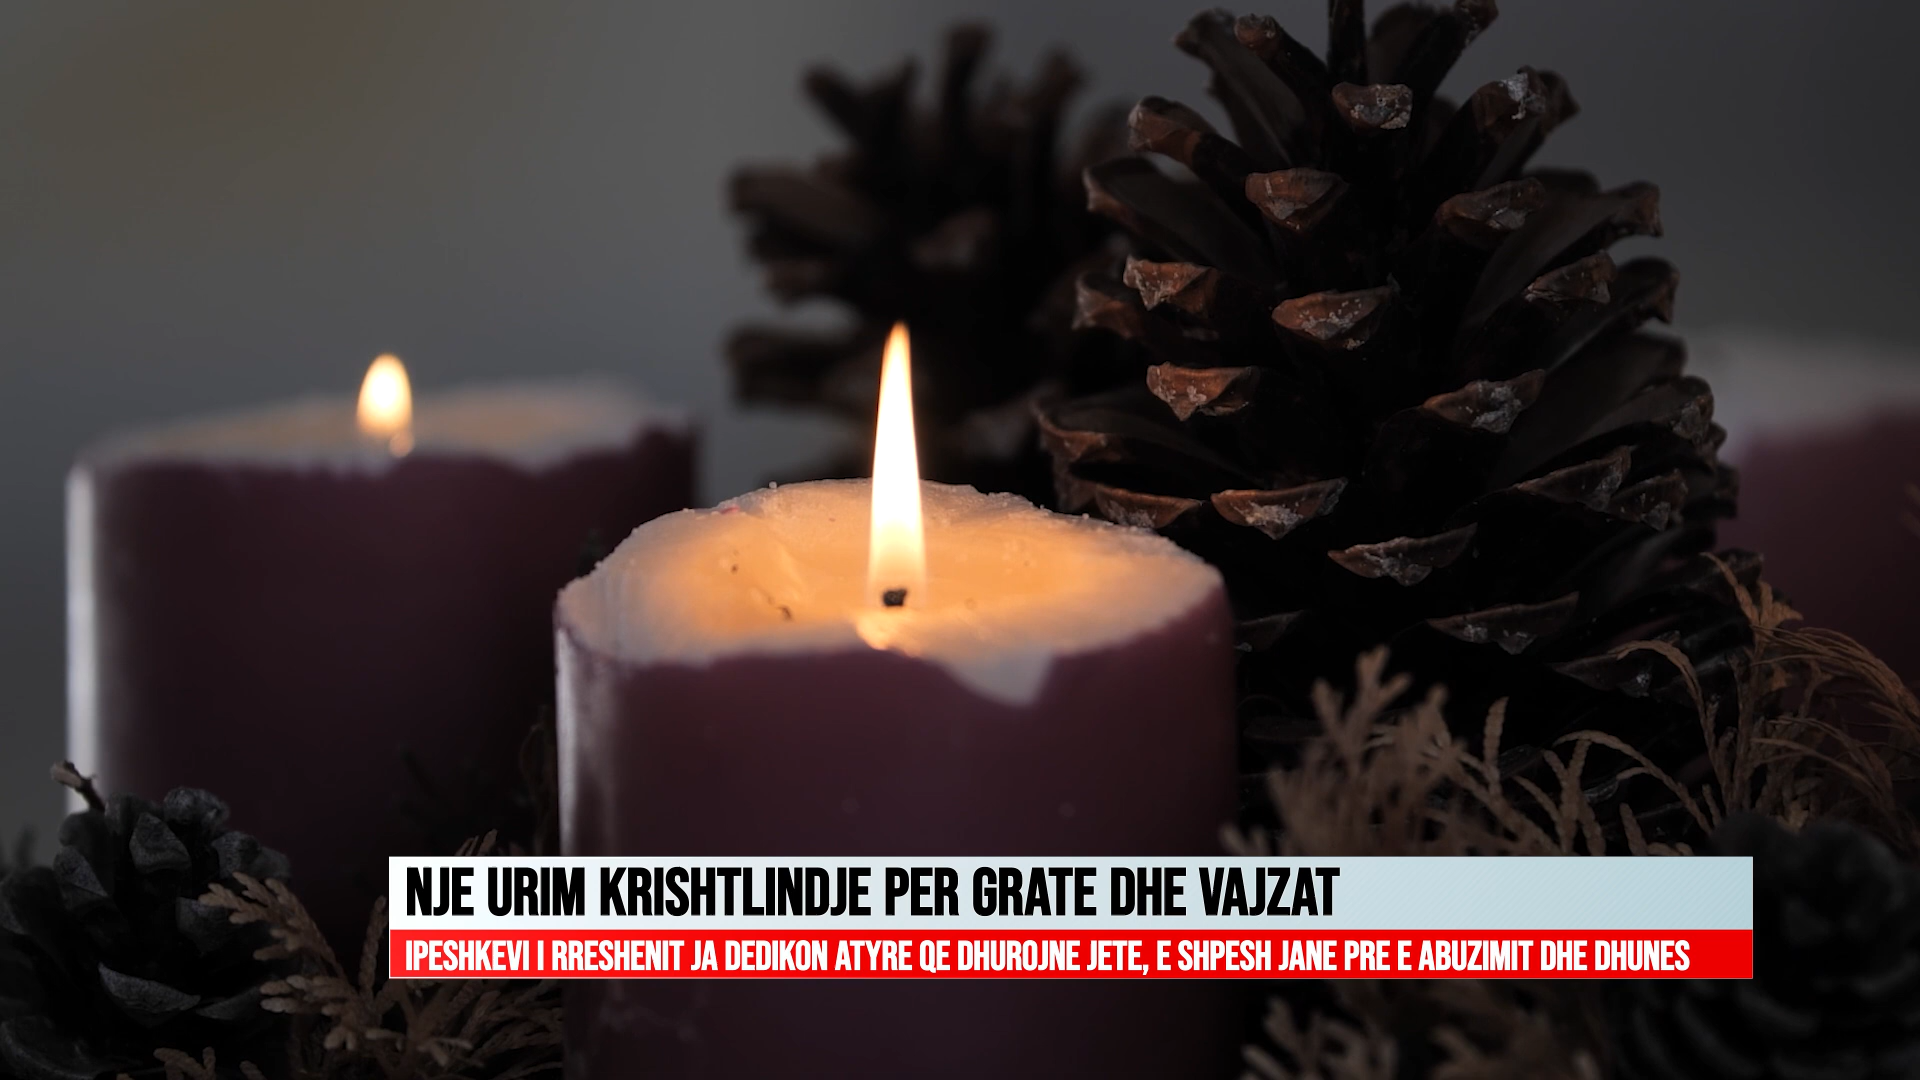 NJE URIM KRISHTLINDJE PER GRATE DHE VAJZAT
IPESHKEVI I RRESHENIT JA DEDIKON ATYRE QE DHUROJNE JETE, E SHPESH JANE PRE E ABUZIMIT DHE DHUNES